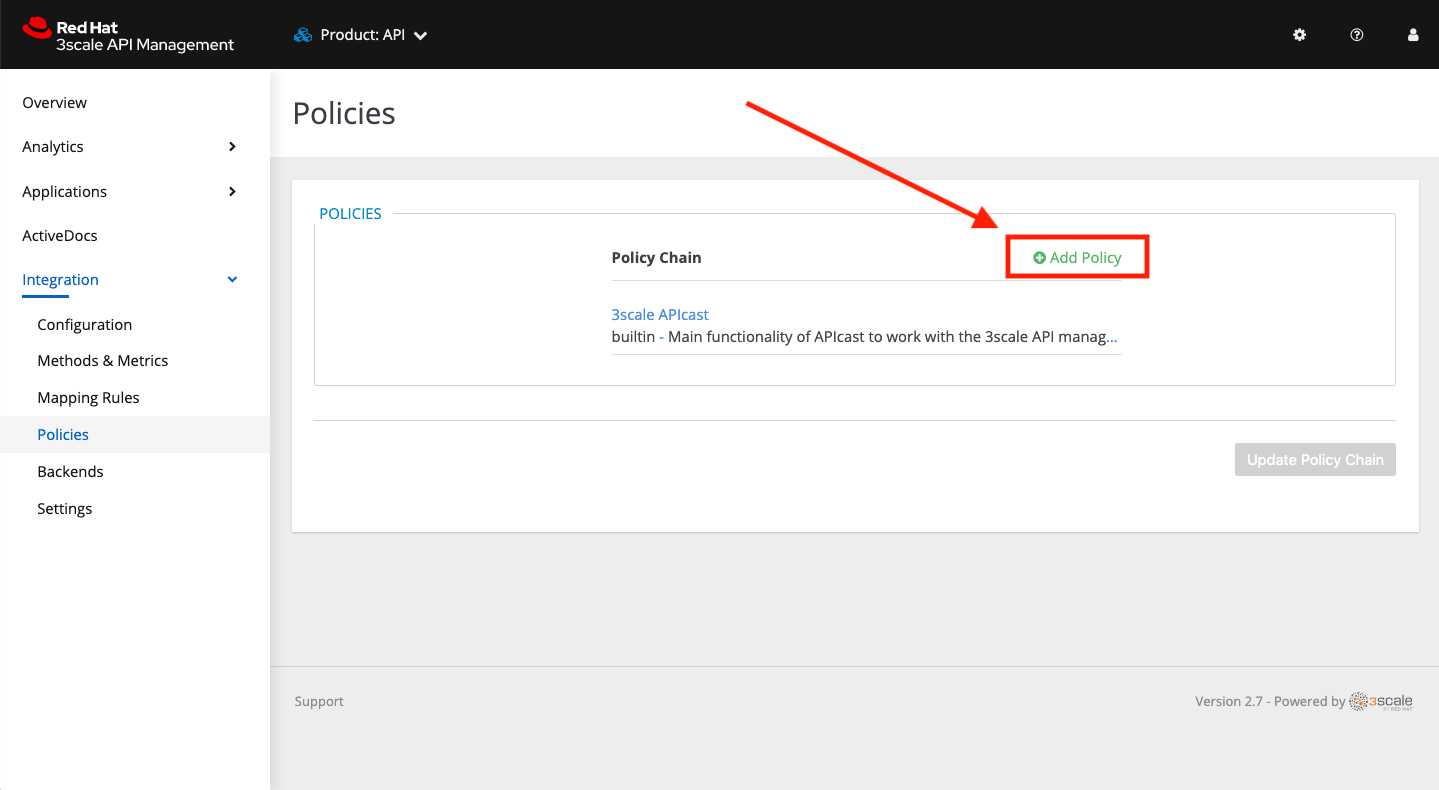 Red Hat
3scale API Management
Product: API
Overview
Analytics
Applications
ActiveDocs
Integration
Configuration
Methods & Metrics
Mapping Rules
Policies
Backends
Settings
Policies
POLICIES
Policy Chain
Add Policy
3scale APIcast
builtin - Main functionality of APIcast to work with the 3scale API manag...
Update Policy Chain
Support
Version 2.7 - Powered by 3scale
BY RED HAT